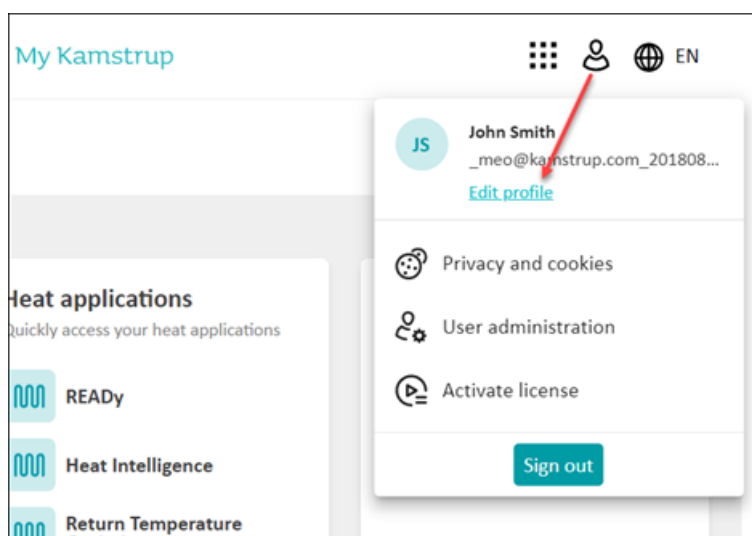 My Kamstrup
EN
JS
John Smith
_meo@kamstrup.com_201808...
Edit profile
Privacy and cookies
User administration
Activate license
Sign out
Heat applications
Quickly access your heat applications
READy
Heat Intelligence
Return Temperature